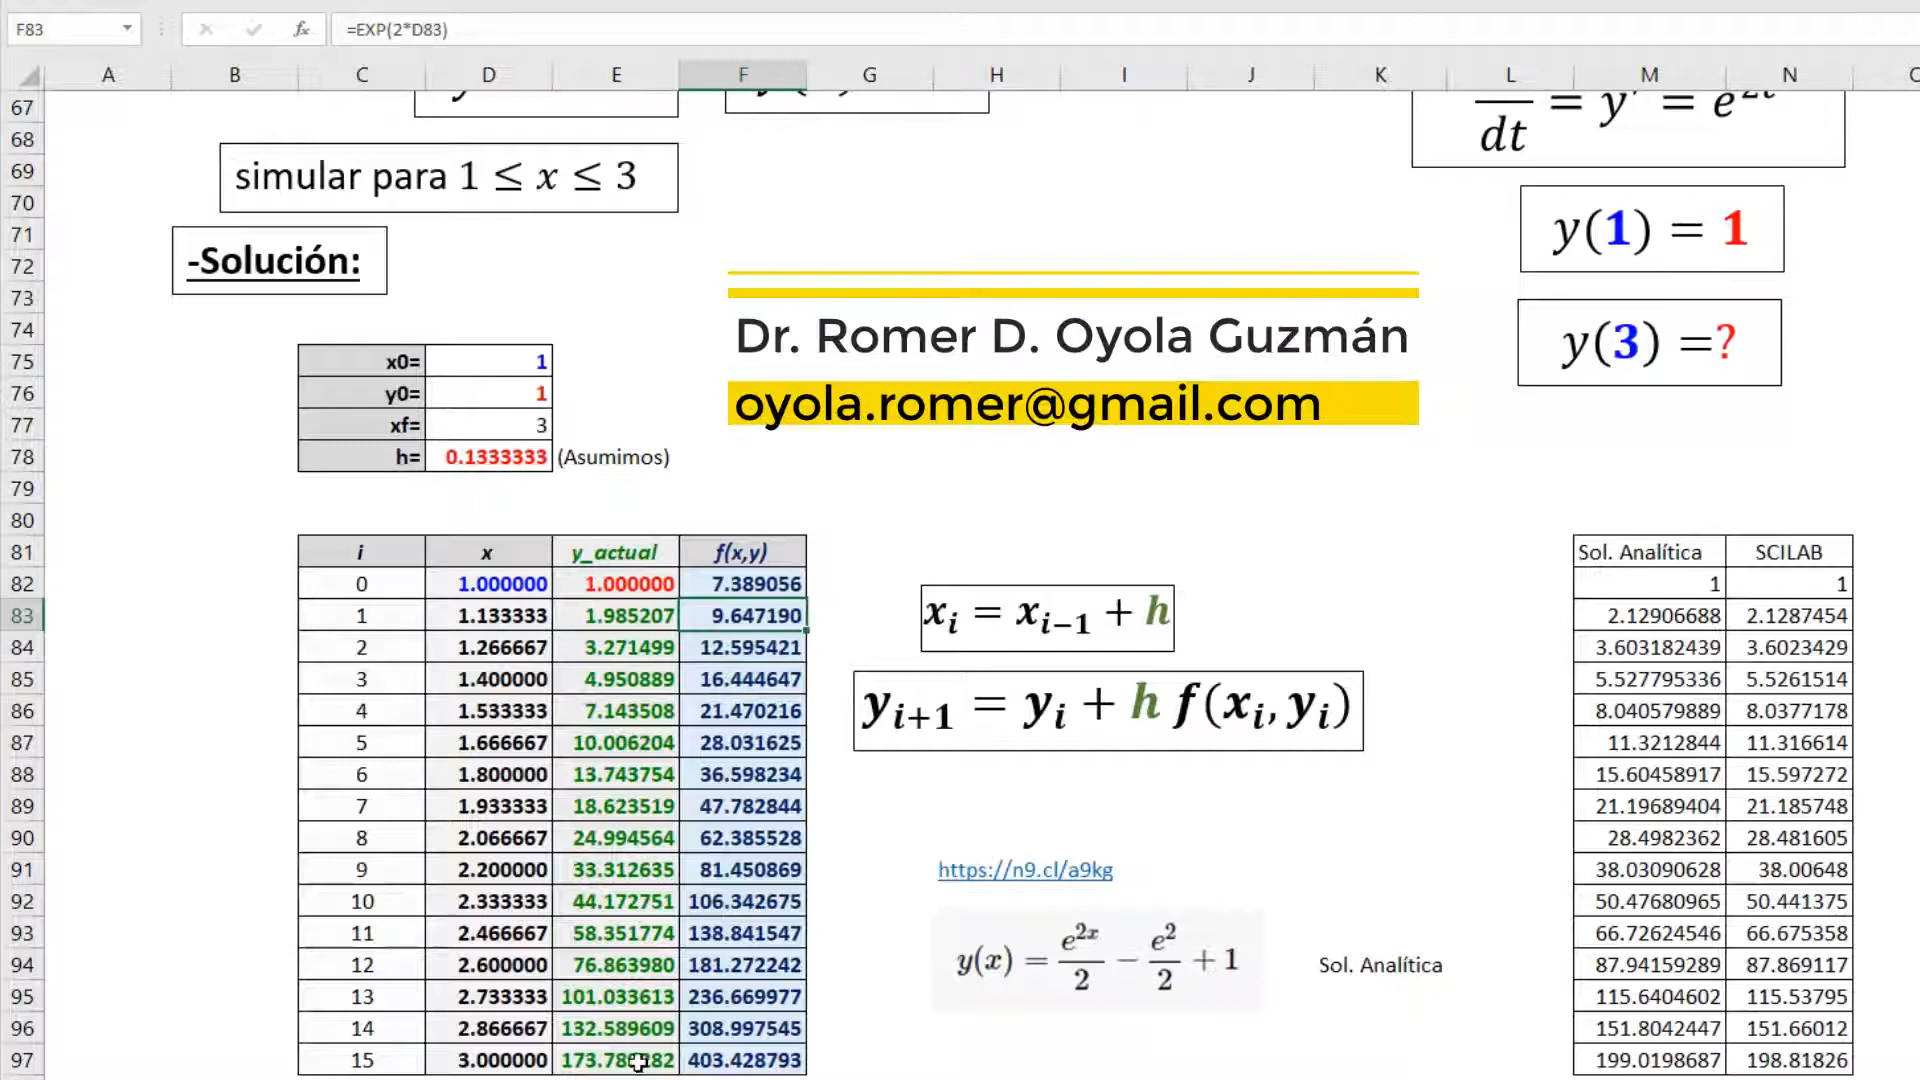 F83 fx =EXP(2*D83)
A B C D E F G H I J K L M N
67
68 dt = y' = e
69 simular para 1 ≤ x ≤ 3
70
71 y(1) = 1
72 -Solución:
73
74 Dr. Romer D. Oyola Guzmán
y(3) =?
75 x0= 1
76 y0= 1 oyola.romer@gmail.com
77 xf= 3
78 h= 0.1333333 (Asumimos)
79
80
81 i x y_actual f(x,y) Sol. Analítica SCILAB
82 0 1.000000 1.000000 7.389056 1 1
83 1 1.133333 1.985207 9.647190 xᵢ = xᵢ₋₁ + h 2.12906688 2.1287454
84 2 1.266667 3.271499 12.595421 3.603182439 3.6023429
85 3 1.400000 4.950889 16.444647 5.527795336 5.5261514
86 4 1.533333 7.143508 21.470216 yᵢ₊₁ = yᵢ + h f(xᵢ, yᵢ) 8.040579889 8.0377178
87 5 1.666667 10.006204 28.031625 11.3212844 11.316614
88 6 1.800000 13.743754 36.598234 15.60458917 15.597272
89 7 1.933333 18.623519 47.782844 21.19689404 21.185748
90 8 2.066667 24.994564 62.385528 28.4982362 28.481605
91 9 2.200000 33.312635 81.450869 https://n9.cl/a9kg 38.03090628 38.00648
92 10 2.333333 44.172751 106.342675 50.47680965 50.441375
93 11 2.466667 58.351774 138.841547 66.72624546 66.675358
94 12 2.600000 76.863980 181.272242 y(x) = e²ˣ/2 − e²/2 + 1 Sol. Analítica 87.94159289 87.869117
95 13 2.733333 101.033613 236.669977 115.6404602 115.53795
96 14 2.866667 132.589609 308.997545 151.8042447 151.66012
97 15 3.000000 403.428793 199.0198687 198.81826